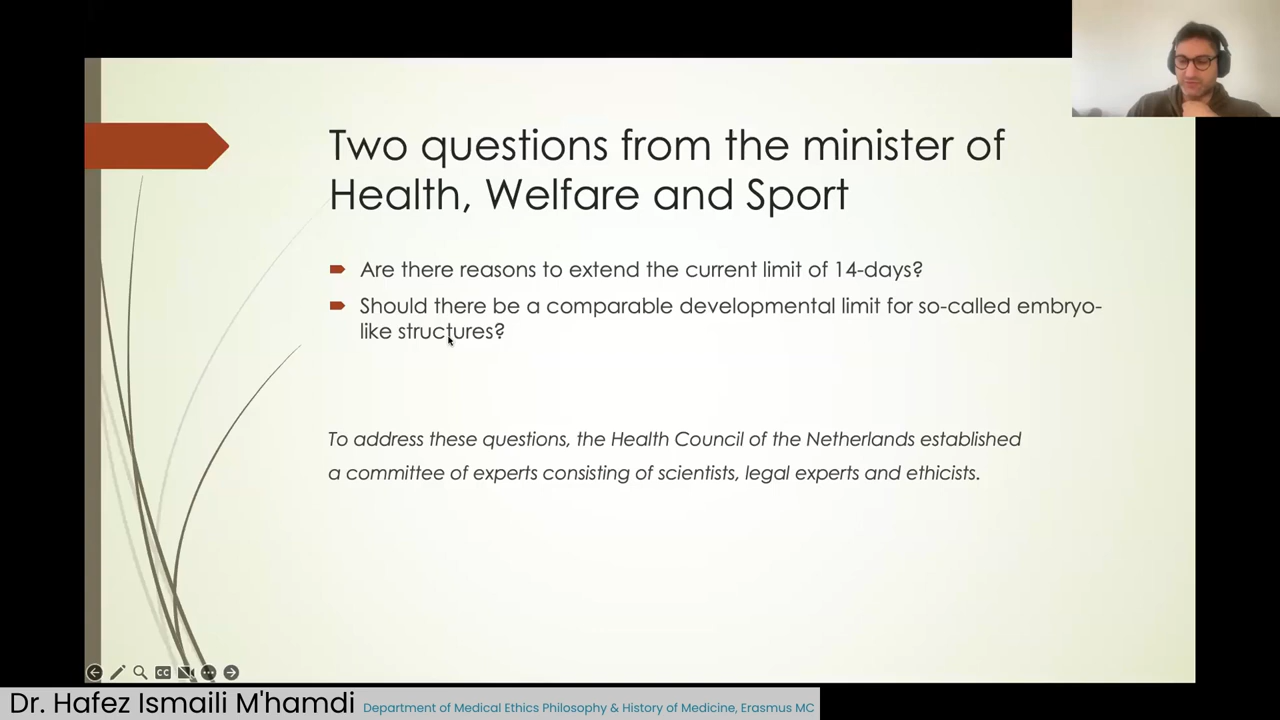 Two questions from the minister of
Health, Welfare and Sport
Are there reasons to extend the current limit of 14-days?
Should there be a comparable developmental limit for so-called embryo-
like structures?
To address these questions, the Health Council of the Netherlands established
a committee of experts consisting of scientists, legal experts and ethicists.
CC
Dr. Hafez Ismaili M'hamdi Department of Medical Ethics Philosophy & History of Medicine, Erasmus MC